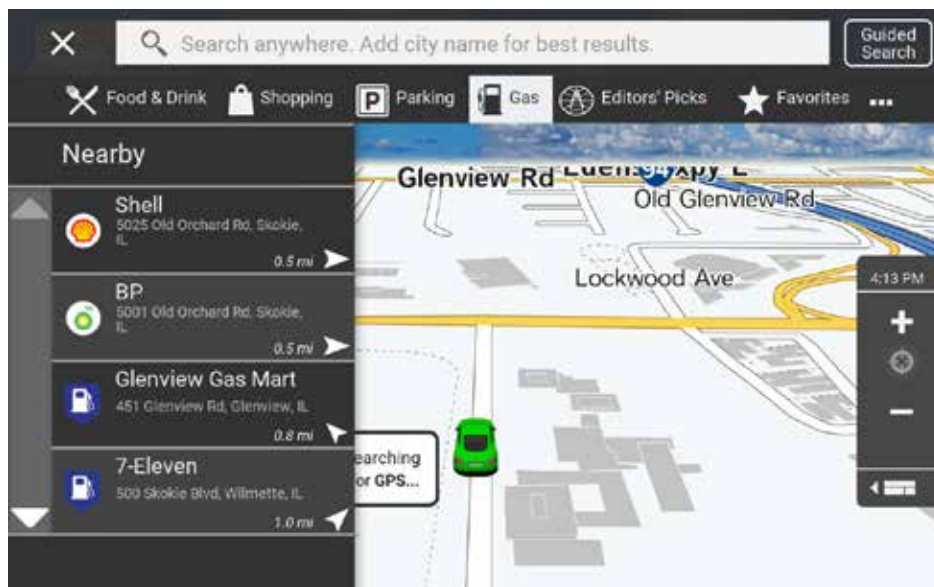 Search anywhere. Add city name for best results.
Guided
Search
Food & Drink
Shopping
P
Parking
Gas
Editors' Picks
Favorites
Nearby
Shell
5025 Old Orchard Rd, Skokie,
IL
0.5 mi
BP
5001 Old Orchard Rd, Skokie,
IL
0.5 mi
Glenview Gas Mart
451 Glenview Rd, Glenview, IL
0.8 mi
7-Eleven
500 Skokie Blvd, Wilmette, IL
1.0 mi
Glenview Rd
94
Old Glenview Rd
Lockwood Ave
earching
or GPS...
4:13 PM